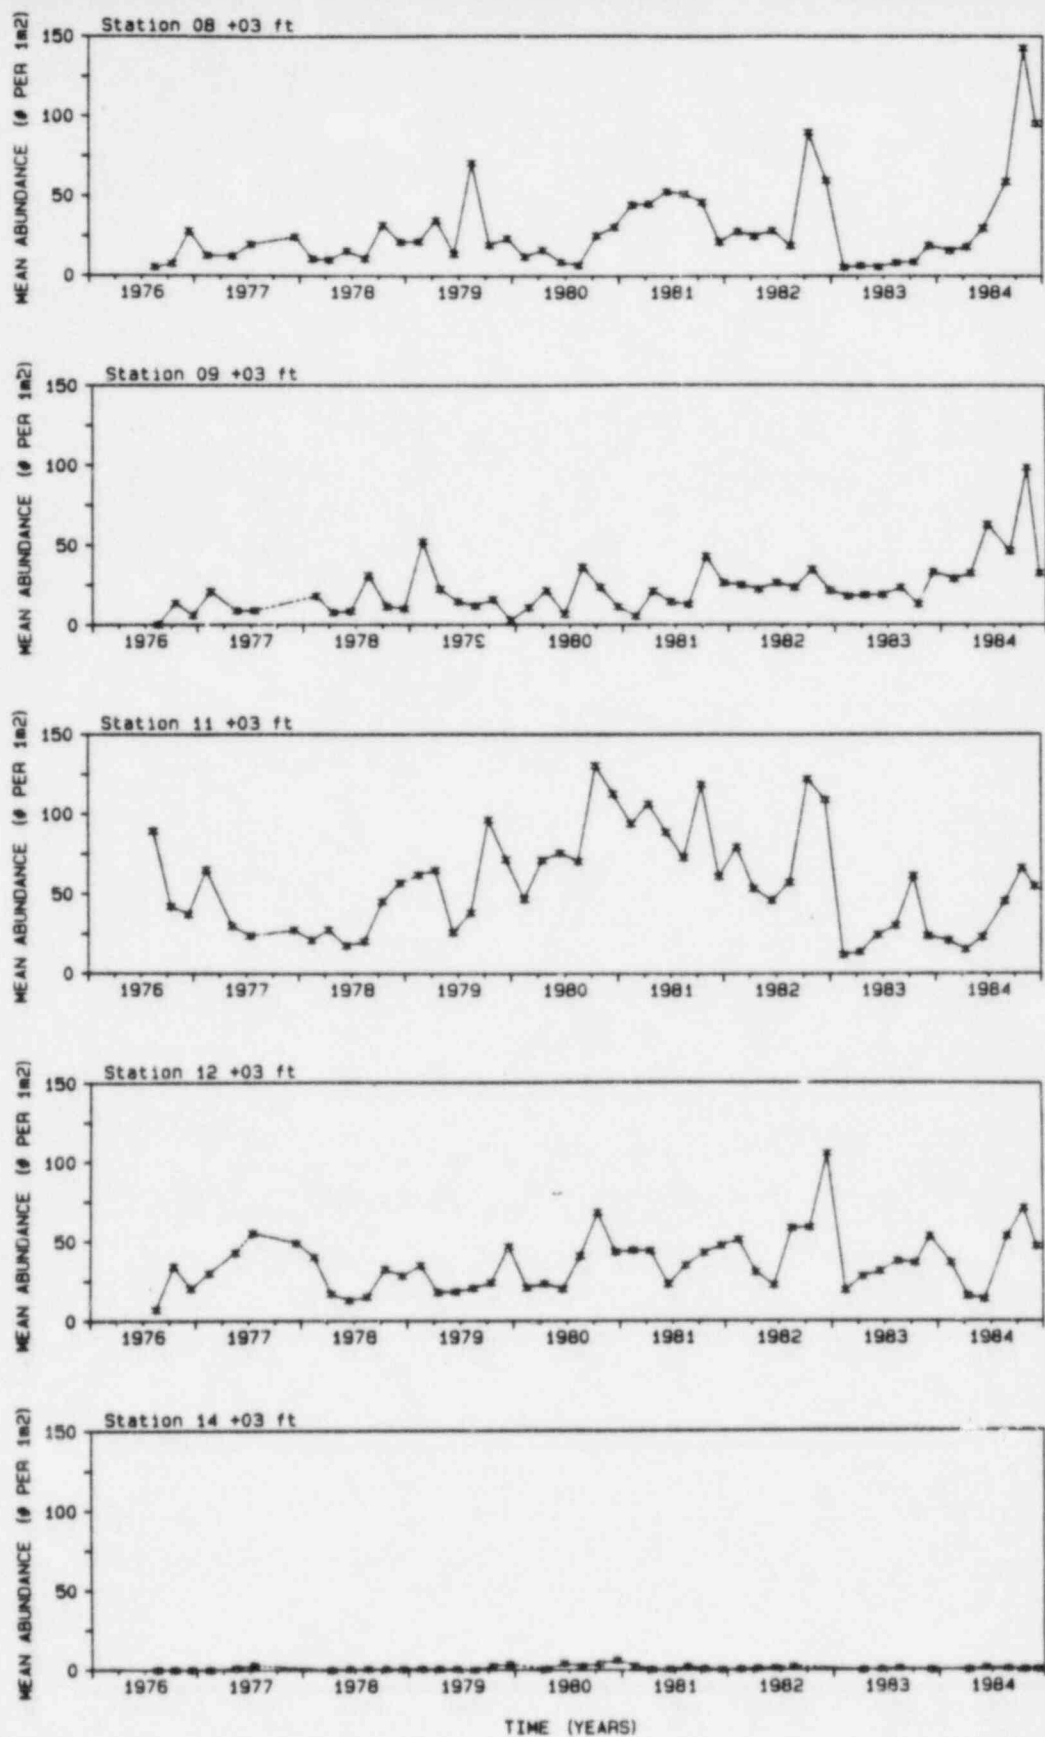 Station 08 +03 ft
MEAN ABUNDANCE (# PER 1m2)
150
100
50
0
1976 1977 1978 1979 1980 1981 1982 1983 1984
Station 09 +03 ft
MEAN ABUNDANCE (# PER 1m2)
150
100
50
0
1976 1977 1978 1979 1980 1981 1982 1983 1984
Station 11 +03 ft
MEAN ABUNDANCE (# PER 1m2)
150
100
50
0
1976 1977 1978 1979 1980 1981 1982 1983 1984
Station 12 +03 ft
MEAN ABUNDANCE (# PER 1m2)
150
100
50
0
1976 1977 1978 1979 1980 1981 1982 1983 1984
Station 14 +03 ft
MEAN ABUNDANCE (# PER 1m2)
150
100
50
0
1976 1977 1978 1979 1980 1981 1982 1983 1984
TIME (YEARS)